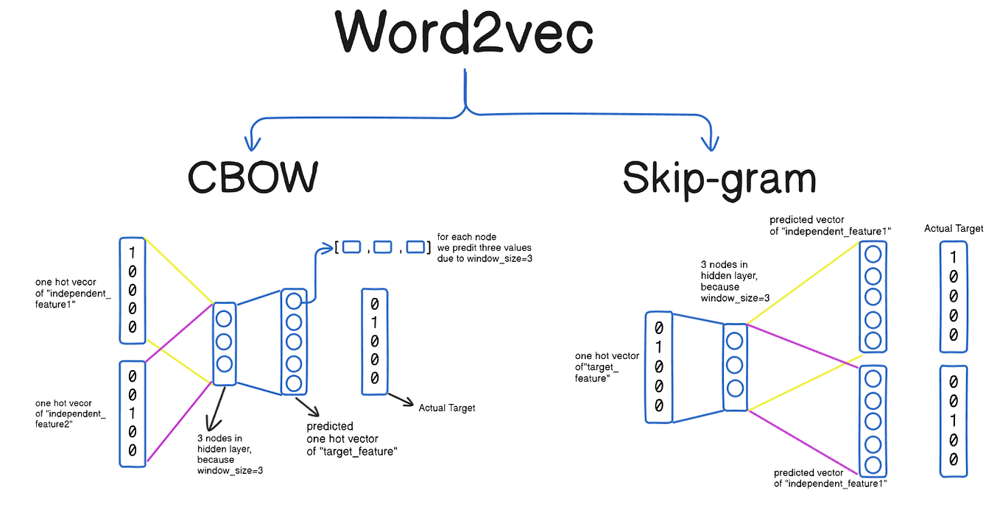 Word2vec
CBOW
Skip-gram
one hot vecor
of "independent_
feature1"
1
0
0
0
0
one hot vecor
of "independent_
feature2"
0
0
1
0
0
3 nodes in
hidden layer,
because
window_size=3
[ , , ]
for each node
we predit three values
due to window_size=3
predicted
one hot vector
of "target_feature"
0
1
0
0
0
Actual Target
one hot vector
of"target_
feature"
0
1
0
0
0
3 nodes in
hidden layer,
because
window_size=3
predicted vector
of "independent_feature1"
predicted vector
of "independent_feature1"
Actual Target
1
0
0
0
0
0
0
1
0
0